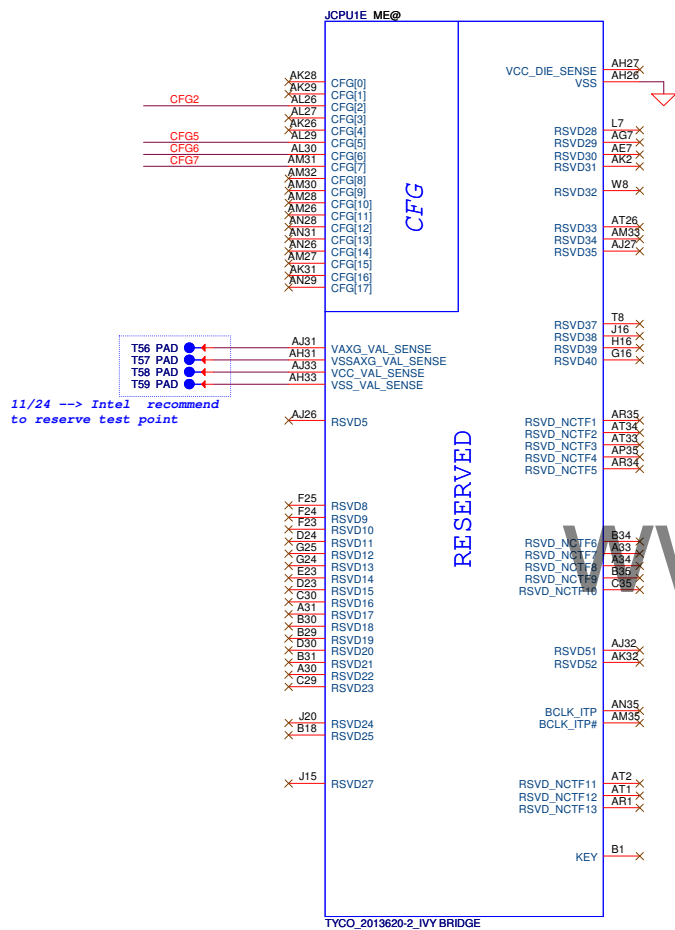 JCPU1E ME@
CFG
RESERVED
AK28 CFG[0]
AK29 CFG[1]
CFG2 AL26 CFG[2]
AL27 CFG[3]
AK26 CFG[4]
CFG5 AL29 CFG[5]
CFG6 AL30 CFG[6]
CFG7 AM31 CFG[7]
AM32 CFG[8]
AM30 CFG[9]
AM28 CFG[10]
AM26 CFG[11]
AN28 CFG[12]
AN31 CFG[13]
AN26 CFG[14]
AM27 CFG[15]
AK31 CFG[16]
AN29 CFG[17]
T56 PAD AJ31 VAXG_VAL_SENSE
T57 PAD AH31 VSSAXG_VAL_SENSE
T58 PAD AJ33 VCC_VAL_SENSE
T59 PAD AH33 VSS_VAL_SENSE
11/24 --> Intel recommend
to reserve test point
AJ26 RSVD5
F25 RSVD8
F24 RSVD9
F23 RSVD10
D24 RSVD11
G25 RSVD12
G24 RSVD13
E23 RSVD14
D23 RSVD15
C30 RSVD16
A31 RSVD17
B30 RSVD18
B29 RSVD19
D30 RSVD20
B31 RSVD21
A30 RSVD22
C29 RSVD23
J20 RSVD24
B18 RSVD25
J15 RSVD27
VCC_DIE_SENSE AH27
VSS AH26
RSVD28 L7
RSVD29 AG7
RSVD30 AE7
RSVD31 AK2
RSVD32 W8
RSVD33 AT26
RSVD34 AM33
RSVD35 AJ27
RSVD37 T8
RSVD38 J16
RSVD39 H16
RSVD40 G16
RSVD_NCTF1 AR35
RSVD_NCTF2 AT34
RSVD_NCTF3 AT33
RSVD_NCTF4 AP35
RSVD_NCTF5 AR34
RSVD_NCTF6 B34
RSVD_NCTF7 A33
RSVD_NCTF8 A34
RSVD_NCTF9 B35
RSVD_NCTF10 C35
RSVD51 AJ32
RSVD52 AK32
BCLK_ITP AN35
BCLK_ITP# AM35
RSVD_NCTF11 AT2
RSVD_NCTF12 AT1
RSVD_NCTF13 AR1
KEY B1
TYCO_2013620-2_IVY BRIDGE